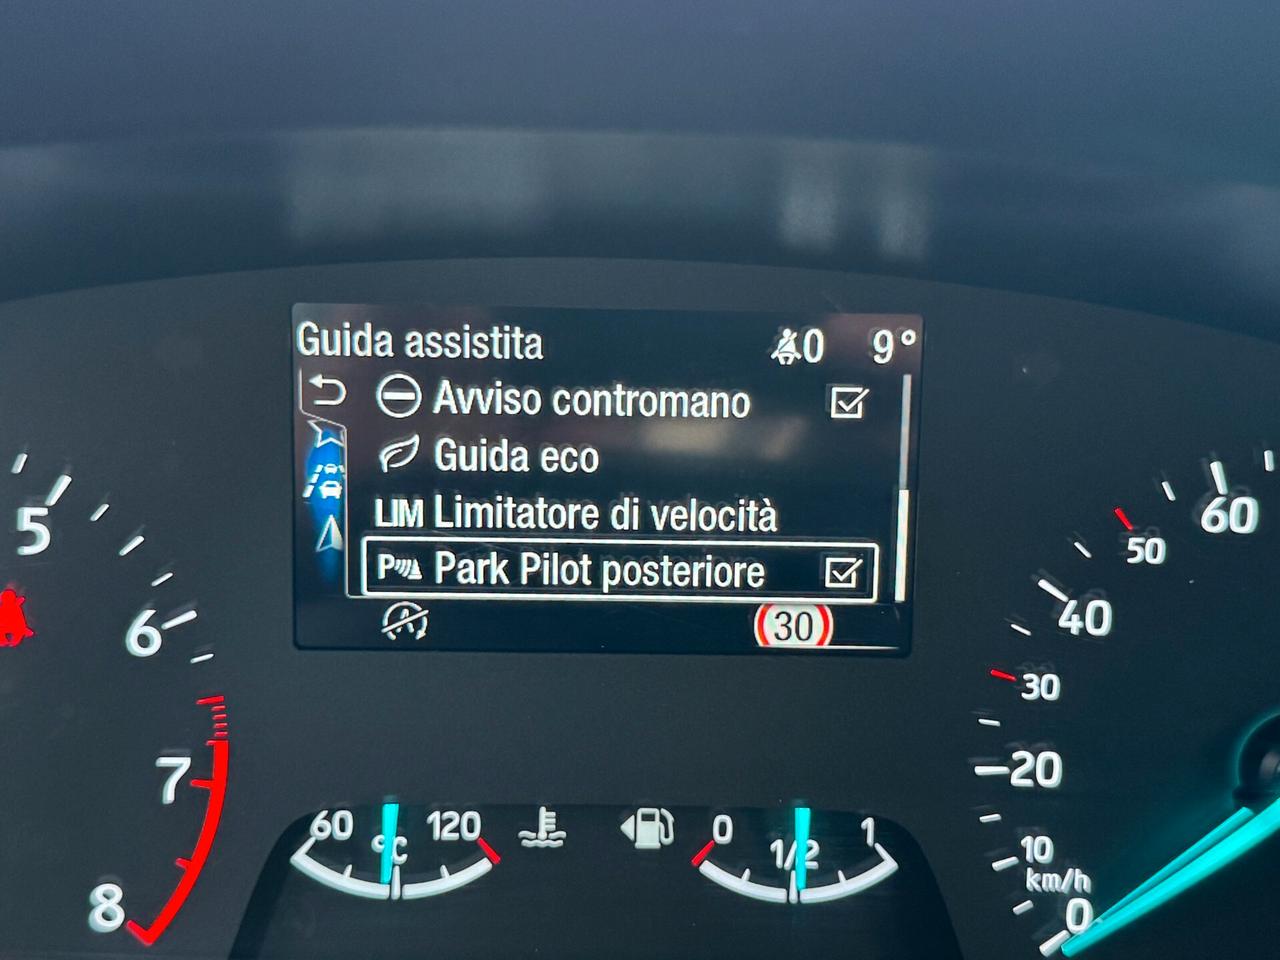 Guida assistita 0 9°
Avviso contromano
Guida eco
LIM Limitatore di velocità
P Park Pilot posteriore
A 30
5
6
7
8
60 120
°C
0 1/2 1
60
50
40
30
20
10
km/h
0